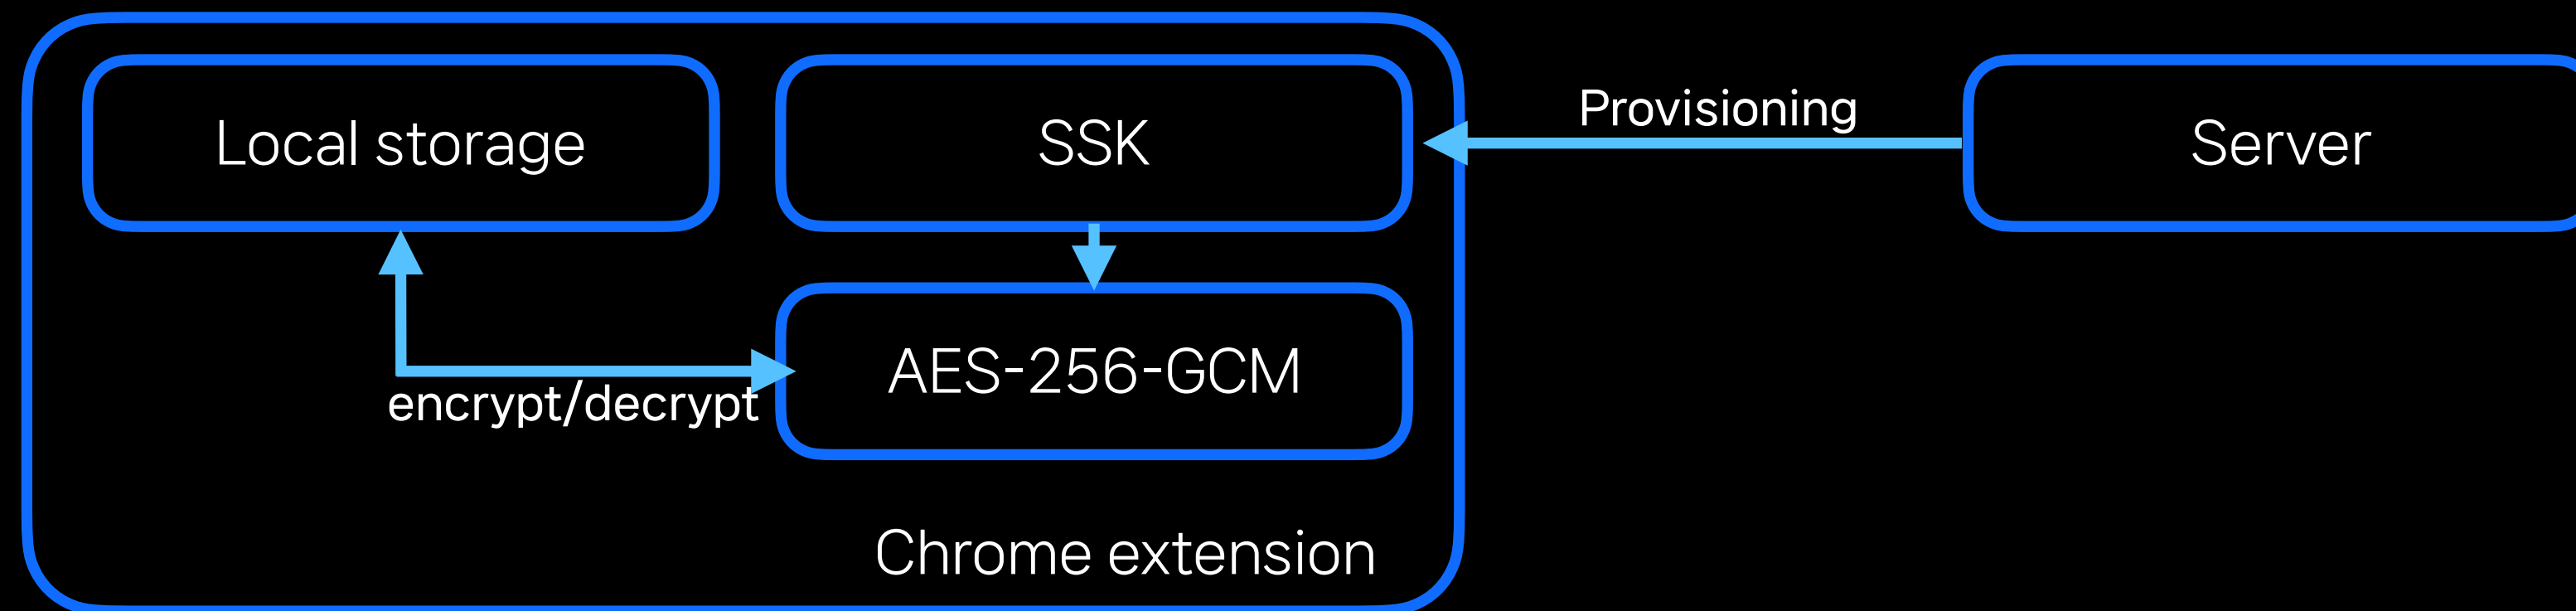 Local storage
SSK
Provisioning
Server
encrypt/decrypt
AES-256-GCM
Chrome extension